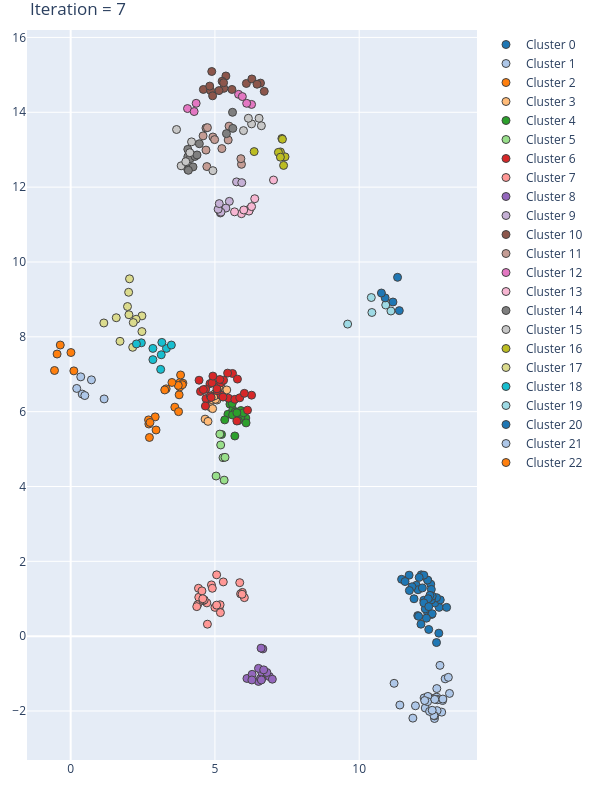 Iteration = 7
16
14
12
10
8
6
4
2
0
−2
0
5
10
Cluster 0
Cluster 1
Cluster 2
Cluster 3
Cluster 4
Cluster 5
Cluster 6
Cluster 7
Cluster 8
Cluster 9
Cluster 10
Cluster 11
Cluster 12
Cluster 13
Cluster 14
Cluster 15
Cluster 16
Cluster 17
Cluster 18
Cluster 19
Cluster 20
Cluster 21
Cluster 22